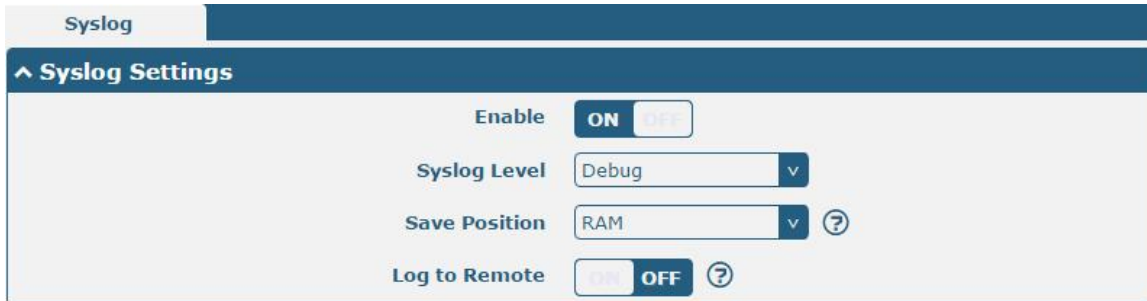 Syslog
Syslog Settings
Enable ON OFF
Syslog Level Debug v
Save Position RAM v ?
Log to Remote ON OFF ?